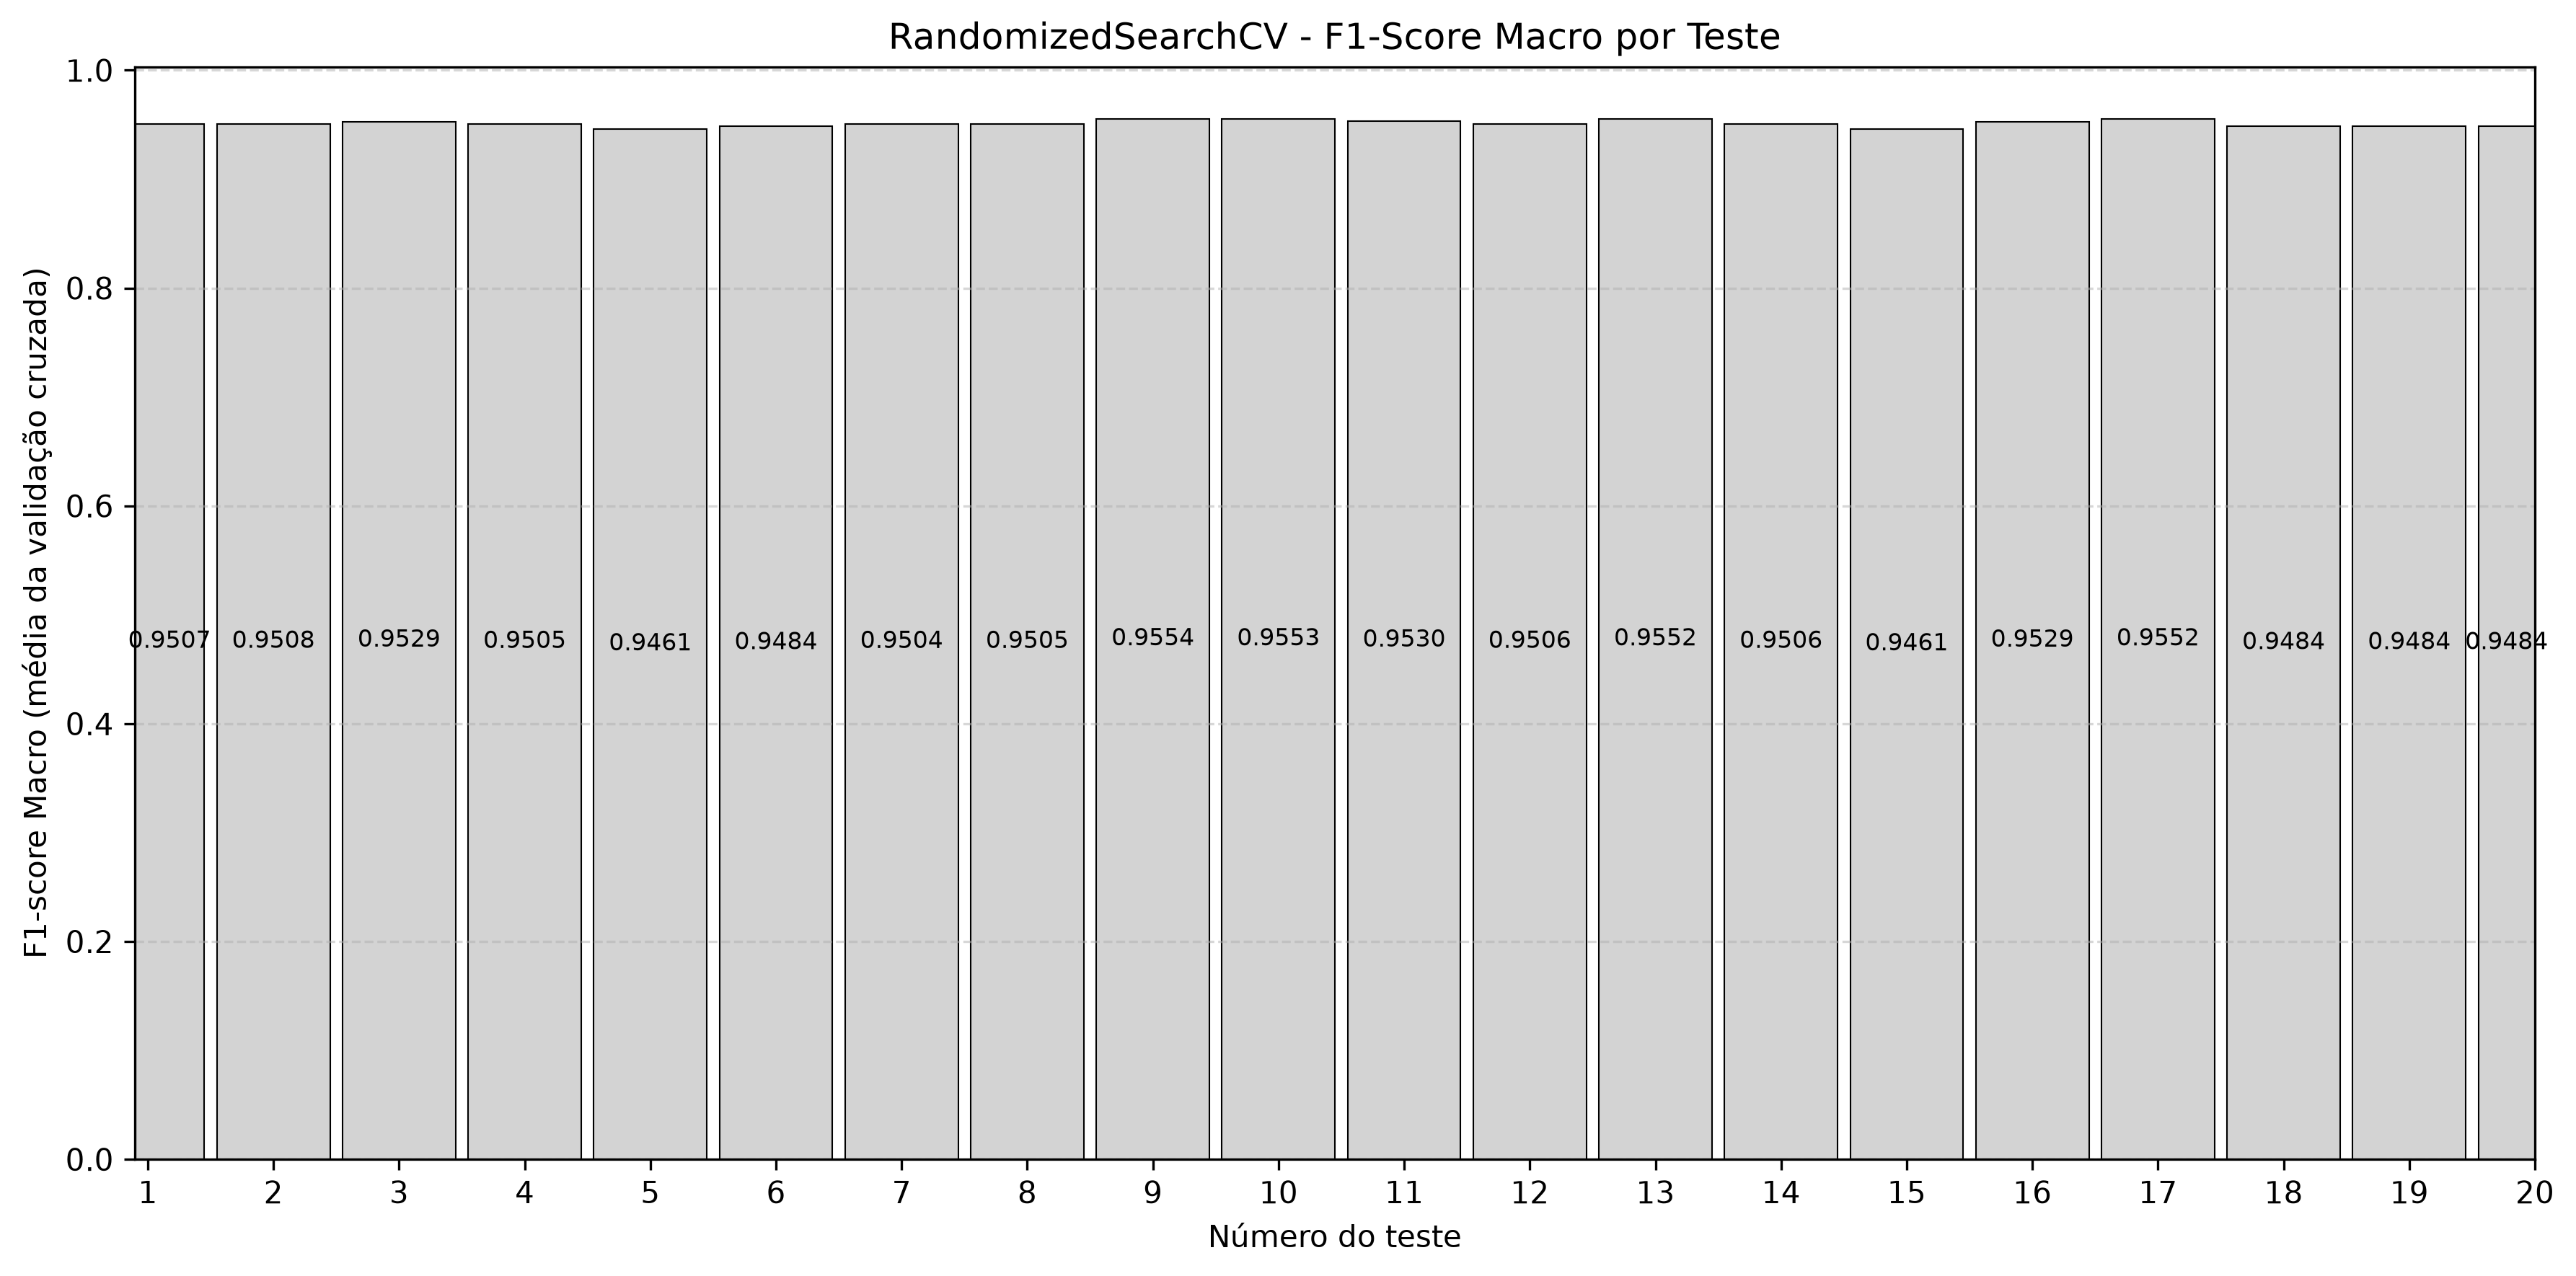 RandomizedSearchCV - F1-Score Macro por Teste
F1-score Macro (média da validação cruzada)
1.0
0.8
0.6
0.4
0.2
0.0
0.9507 0.9508 0.9529 0.9505 0.9461 0.9484 0.9504 0.9505 0.9554 0.9553 0.9530 0.9506 0.9552 0.9506 0.9461 0.9529 0.9552 0.9484 0.9484 0.9484
1 2 3 4 5 6 7 8 9 10 11 12 13 14 15 16 17 18 19 20
Número do teste